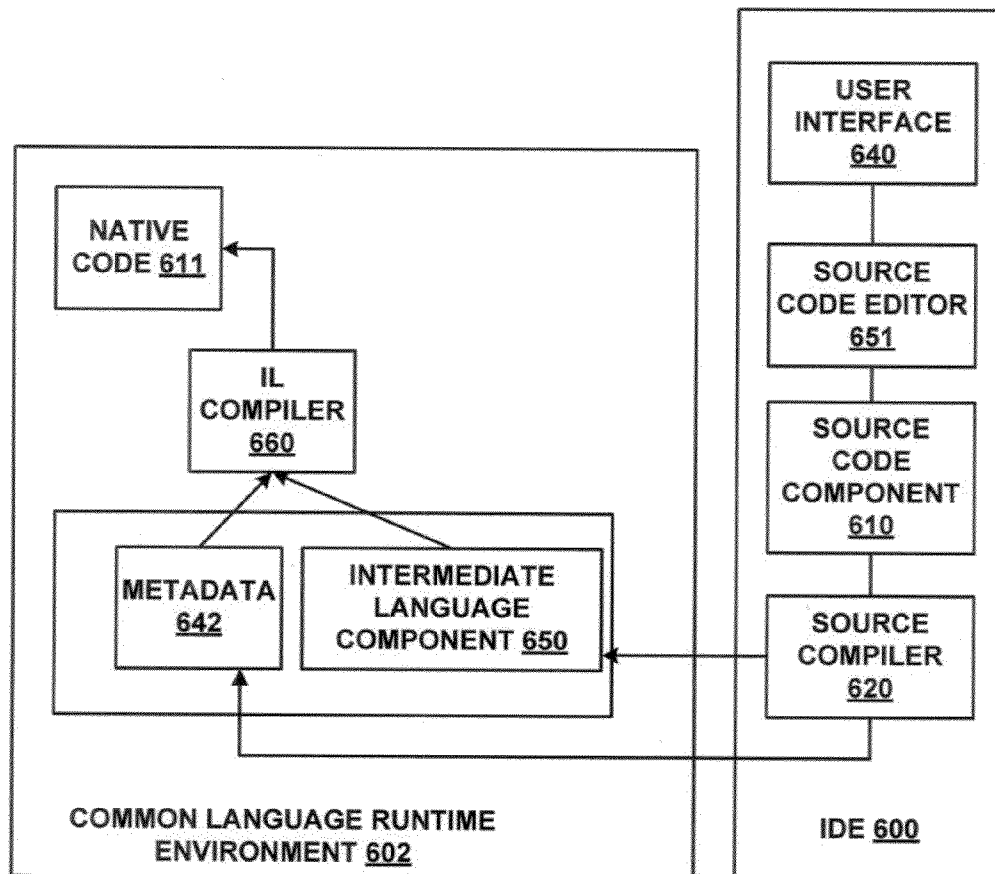 USER
INTERFACE
640
NATIVE
CODE 611
SOURCE
CODE EDITOR
651
IL
COMPILER
660
SOURCE
CODE
COMPONENT
610
METADATA
642
INTERMEDIATE
LANGUAGE
COMPONENT 650
SOURCE
COMPILER
620
COMMON LANGUAGE RUNTIME
ENVIRONMENT 602
IDE 600